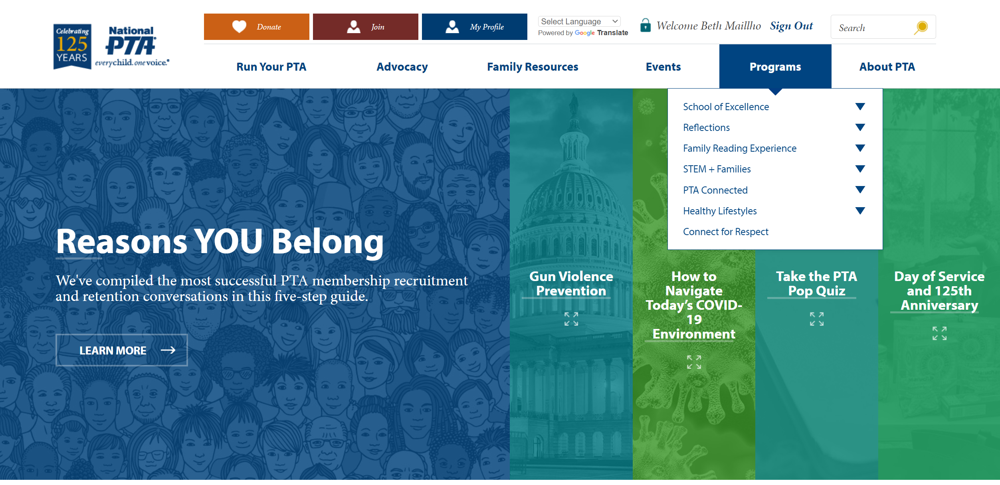 Celebrating
125
YEARS
National
PTA®
everychild.onevoice.®
Donate
Join
My Profile
Select Language
Powered by Google Translate
Welcome Beth Maillho Sign Out
Search
Run Your PTA
Advocacy
Family Resources
Events
Programs
About PTA
School of Excellence
Reflections
Family Reading Experience
STEM + Families
PTA Connected
Healthy Lifestyles
Connect for Respect
Reasons YOU Belong
We've compiled the most successful PTA membership recruitment
and retention conversations in this five-step guide.
LEARN MORE
Gun Violence
Prevention
How to
Navigate
Today’s COVID-
19
Environment
Take the PTA
Pop Quiz
Day of Service
and 125th
Anniversary